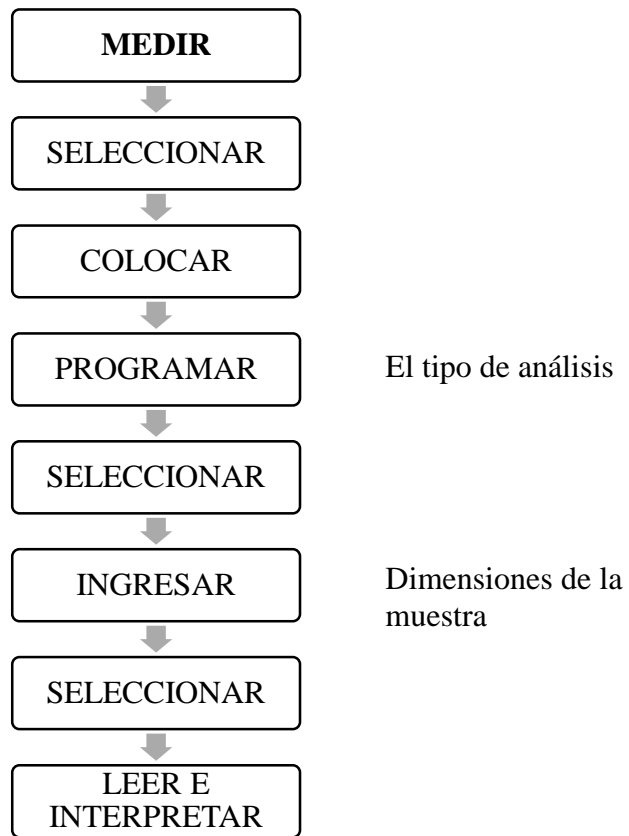 MEDIR
SELECCIONAR
COLOCAR
PROGRAMAR
El tipo de análisis
SELECCIONAR
INGRESAR
Dimensiones de la
muestra
SELECCIONAR
LEER E
INTERPRETAR